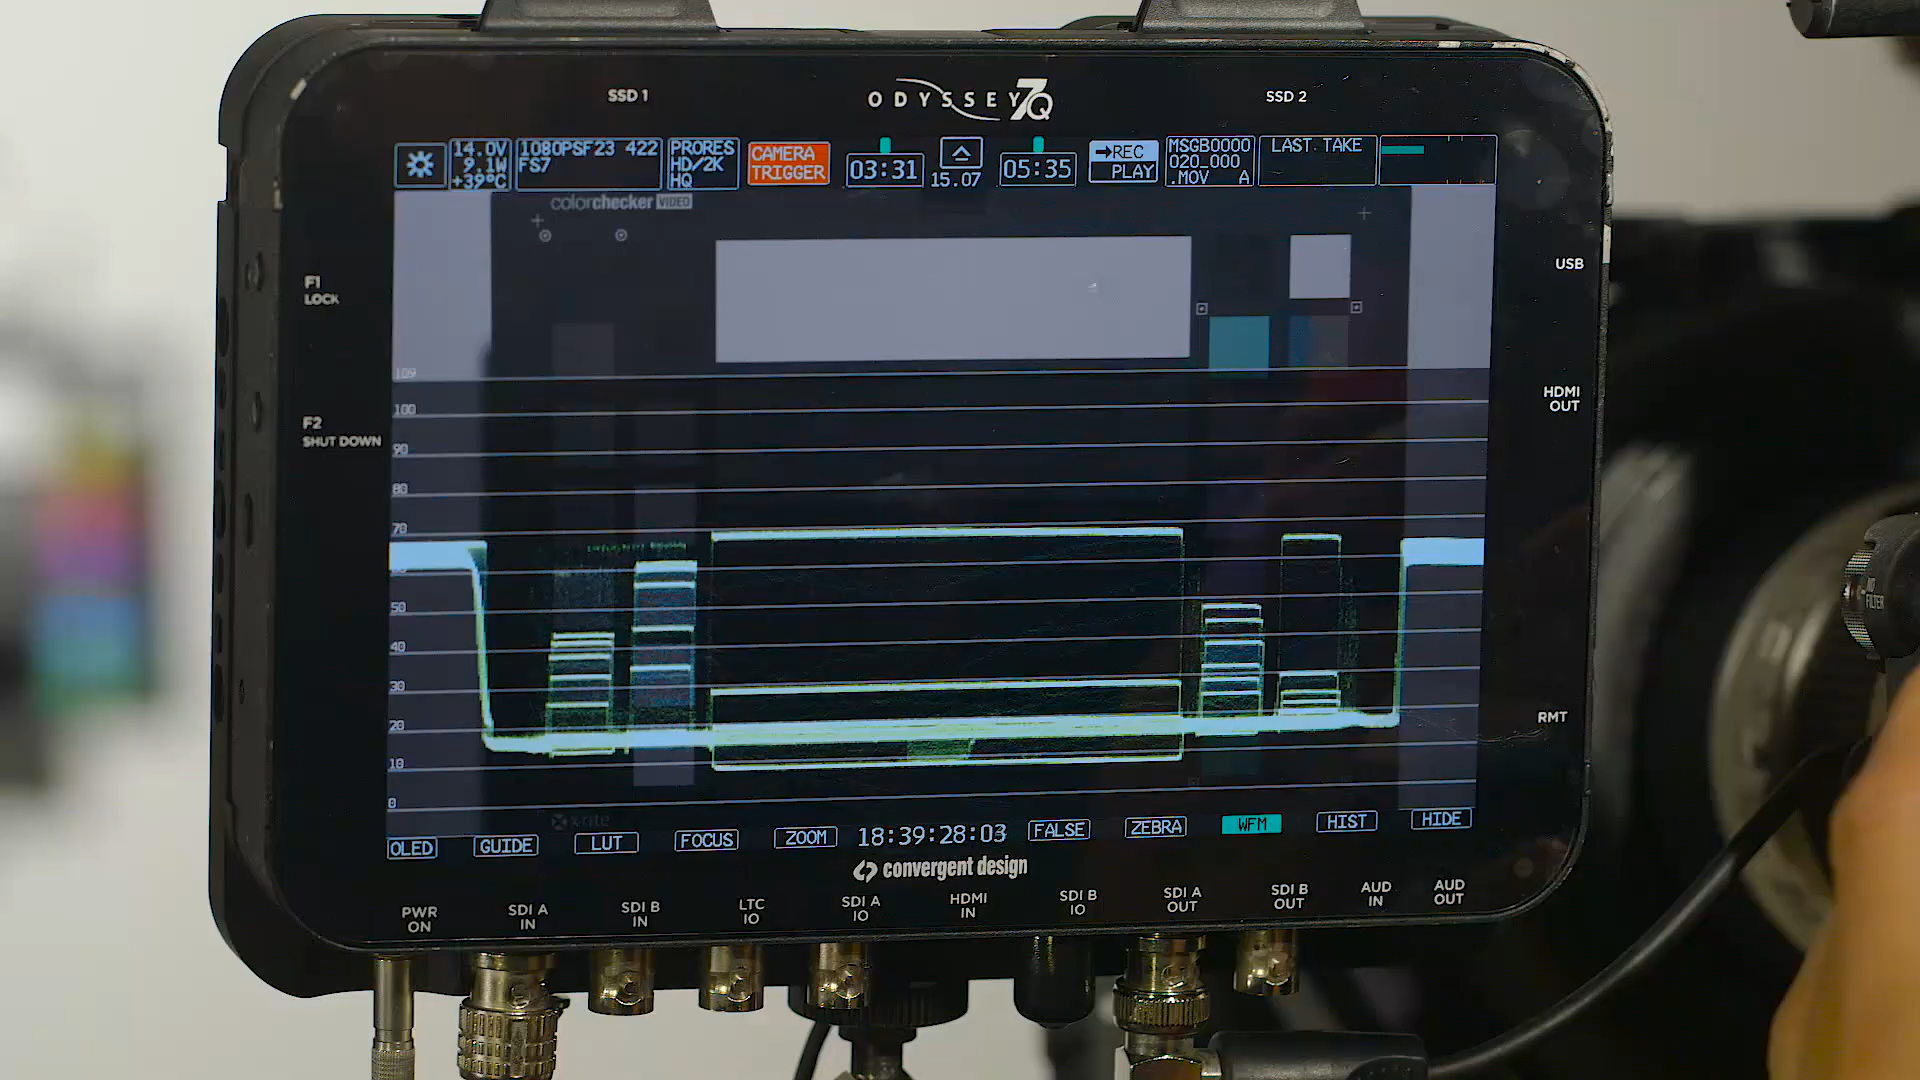 SSD 1
ODYSSEY 7Q
SSD 2
14.0V
9.1W
+39°C
1080PSF23 422
FS7
PRORES
HD/2K
HQ
CAMERA
TRIGGER
03:31
15.07
05:35
→REC
PLAY
MSGB0000
020_000
.MOV A
LAST TAKE
colorchecker VIDEO
F1
LOCK
F2
SHUT DOWN
USB
HDMI
OUT
RMT
109
100
90
80
70
50
40
30
20
10
0
x-rite
OLED
GUIDE
LUT
FOCUS
ZOOM
18:39:28:03
FALSE
ZEBRA
WFM
HIST
HIDE
convergent design
PWR
ON
SDI A
IN
SDI B
IN
LTC
IO
SDI A
IO
HDMI
IN
SDI B
IO
SDI A
OUT
SDI B
OUT
AUD
IN
AUD
OUT
FILTER